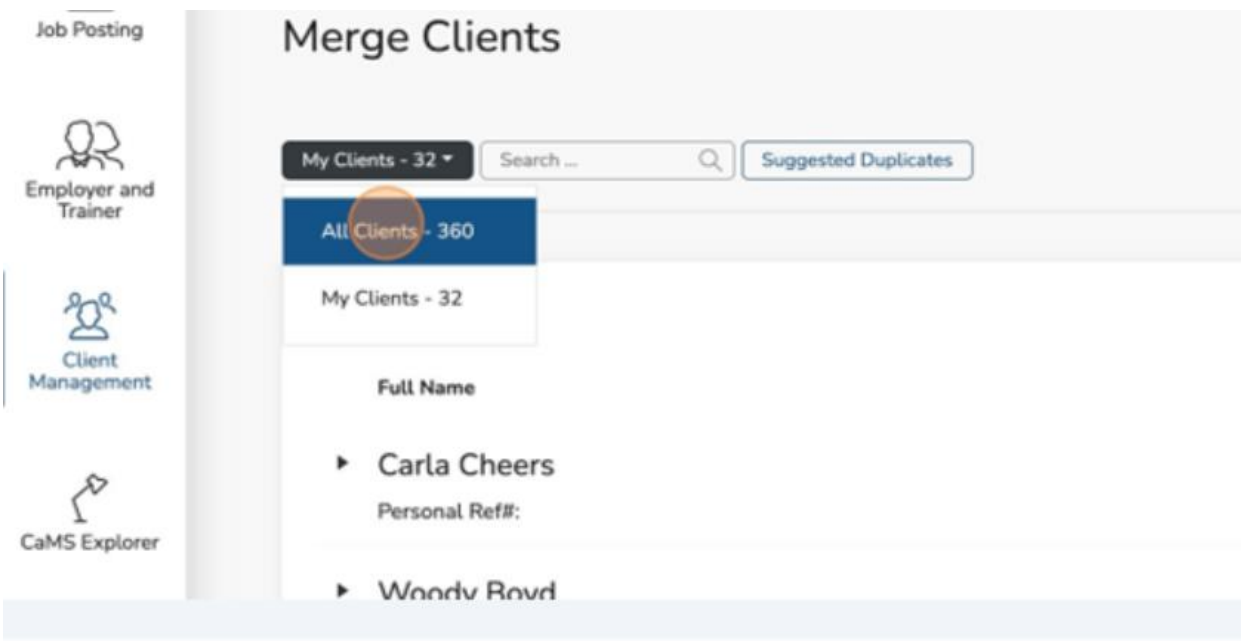 Job Posting
Merge Clients
Employer and
Trainer
My Clients - 32
Search ...
Suggested Duplicates
All Clients - 360
My Clients - 32
Client
Management
Full Name
Carla Cheers
Personal Ref#:
CaMS Explorer
Woody Boyd